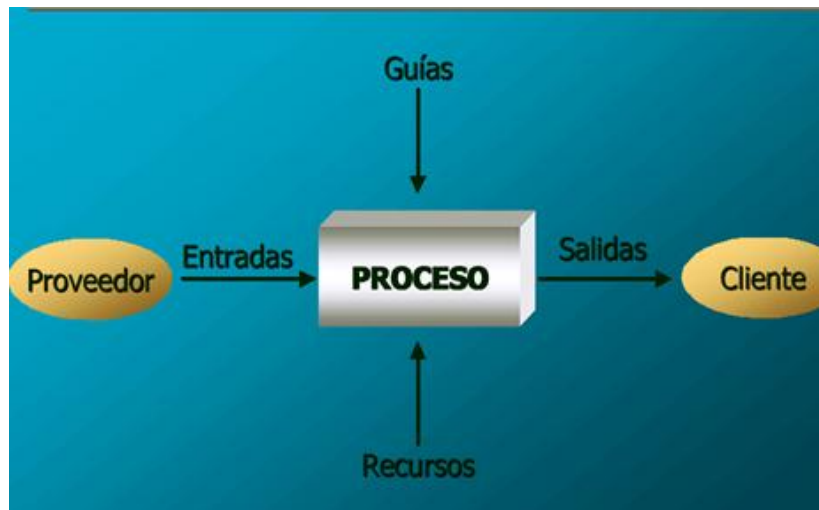 Guías
Proveedor
Entradas
PROCESO
Salidas
Cliente
Recursos